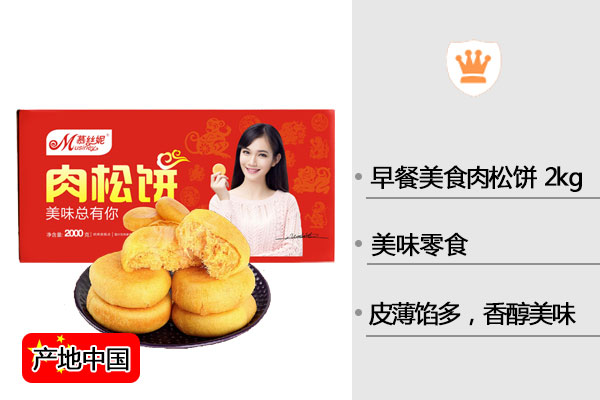 慕丝妮
肉松饼
美味总有你
净含量:2000克
产地中国
早餐美食肉松饼 2kg
美味零食
皮薄馅多，香醇美味